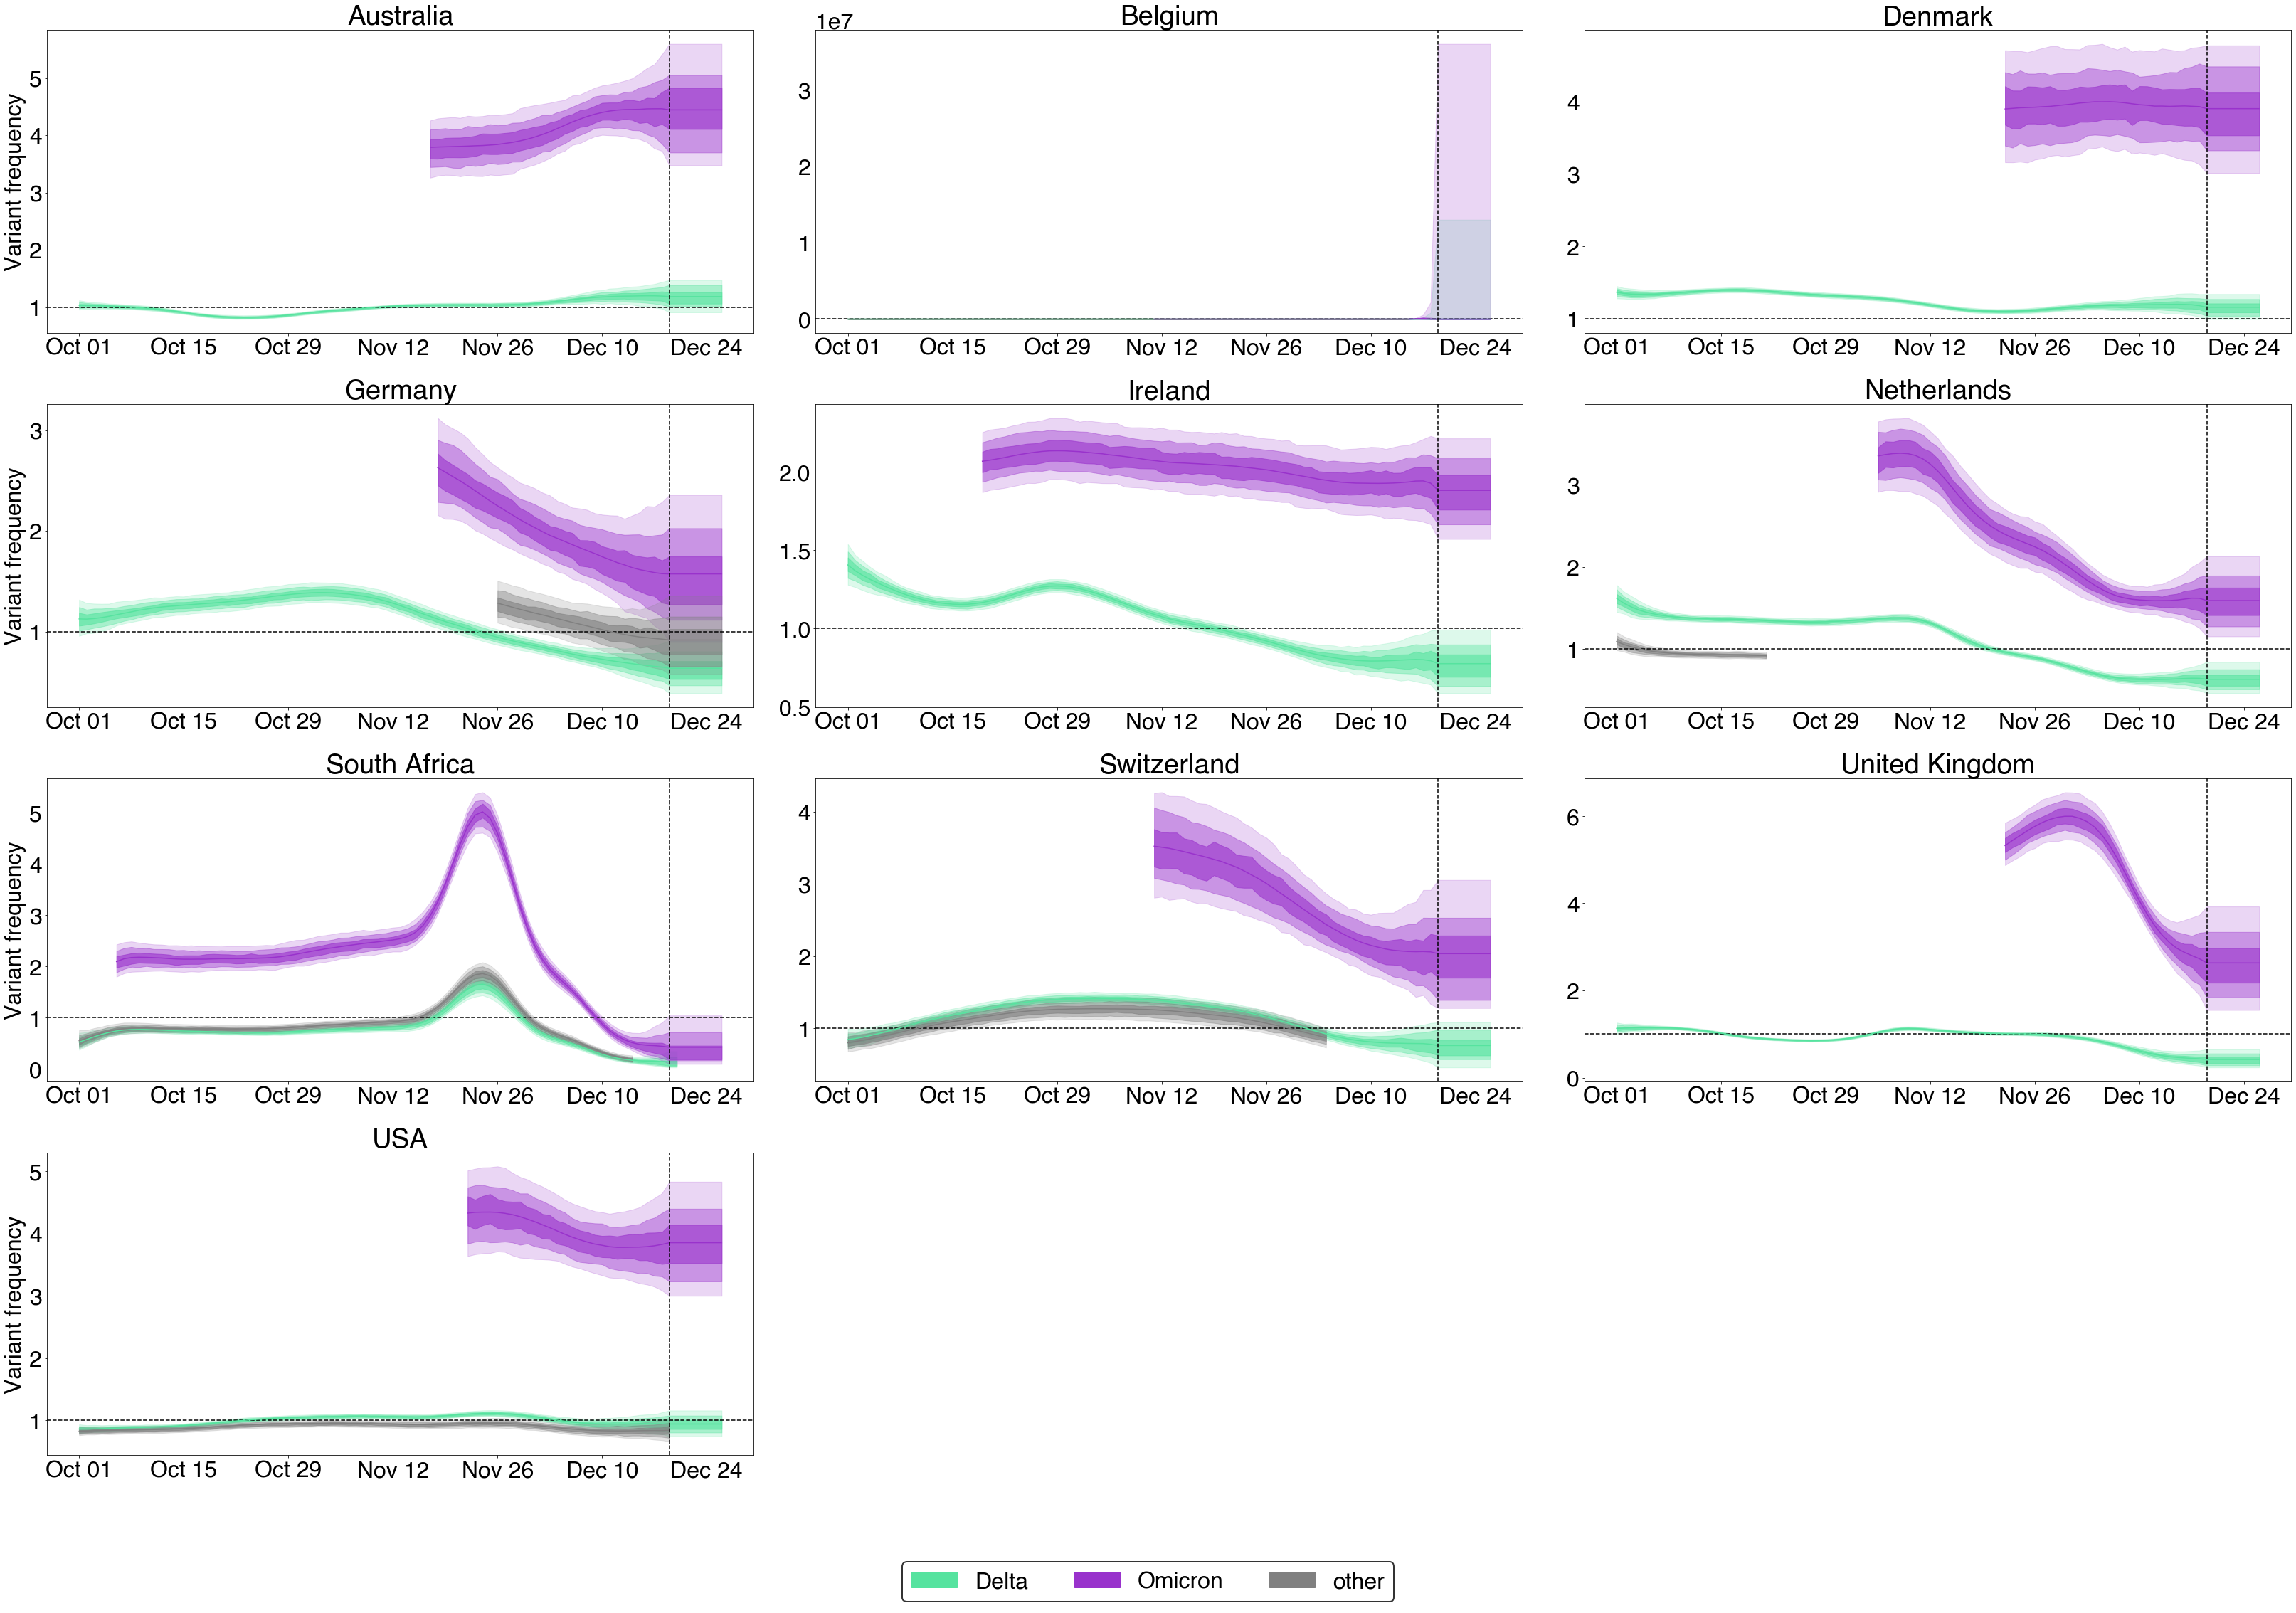 Australia
Belgium
Denmark
1e7
Variant frequency
5
4
3
2
1
3
2
1
0
4
3
2
1
Oct 01 Oct 15 Oct 29 Nov 12 Nov 26 Dec 10 Dec 24
Oct 01 Oct 15 Oct 29 Nov 12 Nov 26 Dec 10 Dec 24
Oct 01 Oct 15 Oct 29 Nov 12 Nov 26 Dec 10 Dec 24
Germany
Ireland
Netherlands
Variant frequency
3
2
1
2.0
1.5
1.0
0.5
3
2
1
Oct 01 Oct 15 Oct 29 Nov 12 Nov 26 Dec 10 Dec 24
Oct 01 Oct 15 Oct 29 Nov 12 Nov 26 Dec 10 Dec 24
Oct 01 Oct 15 Oct 29 Nov 12 Nov 26 Dec 10 Dec 24
South Africa
Switzerland
United Kingdom
Variant frequency
5
4
3
2
1
0
4
3
2
1
6
4
2
0
Oct 01 Oct 15 Oct 29 Nov 12 Nov 26 Dec 10 Dec 24
Oct 01 Oct 15 Oct 29 Nov 12 Nov 26 Dec 10 Dec 24
Oct 01 Oct 15 Oct 29 Nov 12 Nov 26 Dec 10 Dec 24
USA
Variant frequency
5
4
3
2
1
Oct 01 Oct 15 Oct 29 Nov 12 Nov 26 Dec 10 Dec 24
Delta Omicron other